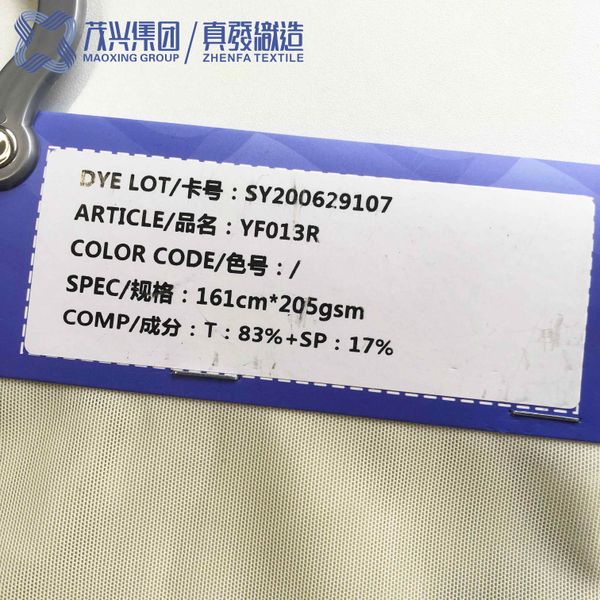 茂兴集团 / 真發織造
MAOXING GROUP / ZHENFA TEXTILE
DYE LOT/卡号：SY200629107
ARTICLE/品名：YF013R
COLOR CODE/色号：/
SPEC/规格：161cm*205gsm
COMP/成分：T：83%+SP：17%